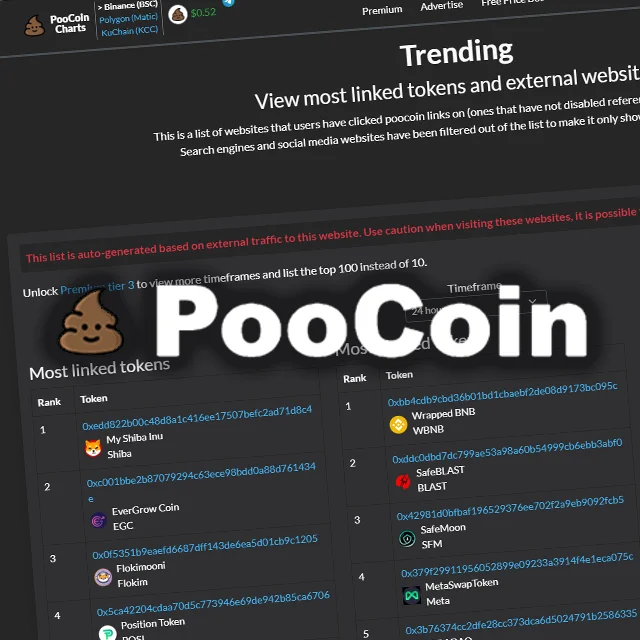 PooCoin
Charts
> Binance (BSC)
Polygon (Matic)
KuChain (KCC)
$0.52
Premium
Advertise
Trending
View most linked tokens and external
This is a list of websites that users have clicked poocoin links on (ones that have not disabled
Search engines and social media websites have been filtered out of the list to make it only
This list is auto-generated based on external traffic to this website. Use caution when visiting these websites, it is possible
Unlock Premium tier 3 to view more timeframes and list the top 100 instead of 10.
Timeframe
24
PooCoin
Most linked tokens
Rank Token
1
0xedd822b00c48d8a1c416ee17507befc2ad71d8c4
My Shiba Inu
Shiba
2
0xc001bbe2b87079294c63ece98bdd0a88d761434
e
EverGrow Coin
EGC
3
0x0f5351b9eaefd6687dff143de6ea5d01cb9c1205
Flokimooni
Flokim
4
0x5ca42204cdaa70d5c773946e69de942b85ca6706
Position Token
POSI
Most
Rank Token
1
0xbb4cdb9cbd36b01bd1cbaebf2de08d9173bc095c
Wrapped BNB
WBNB
2
0xddc0dbd7dc799ae53a98a60b54999cb6ebb3abf0
SafeBLAST
BLAST
3
0x42981d0bfbaf196529376ee702f2a9eb9092fcb5
SafeMoon
SFM
4
0x379f29911956052899e09233a3914f4e1eca075c
MetaSwapToken
Meta
5
0x3b76374cc2dfe28cc373dca6d5024791b2586335